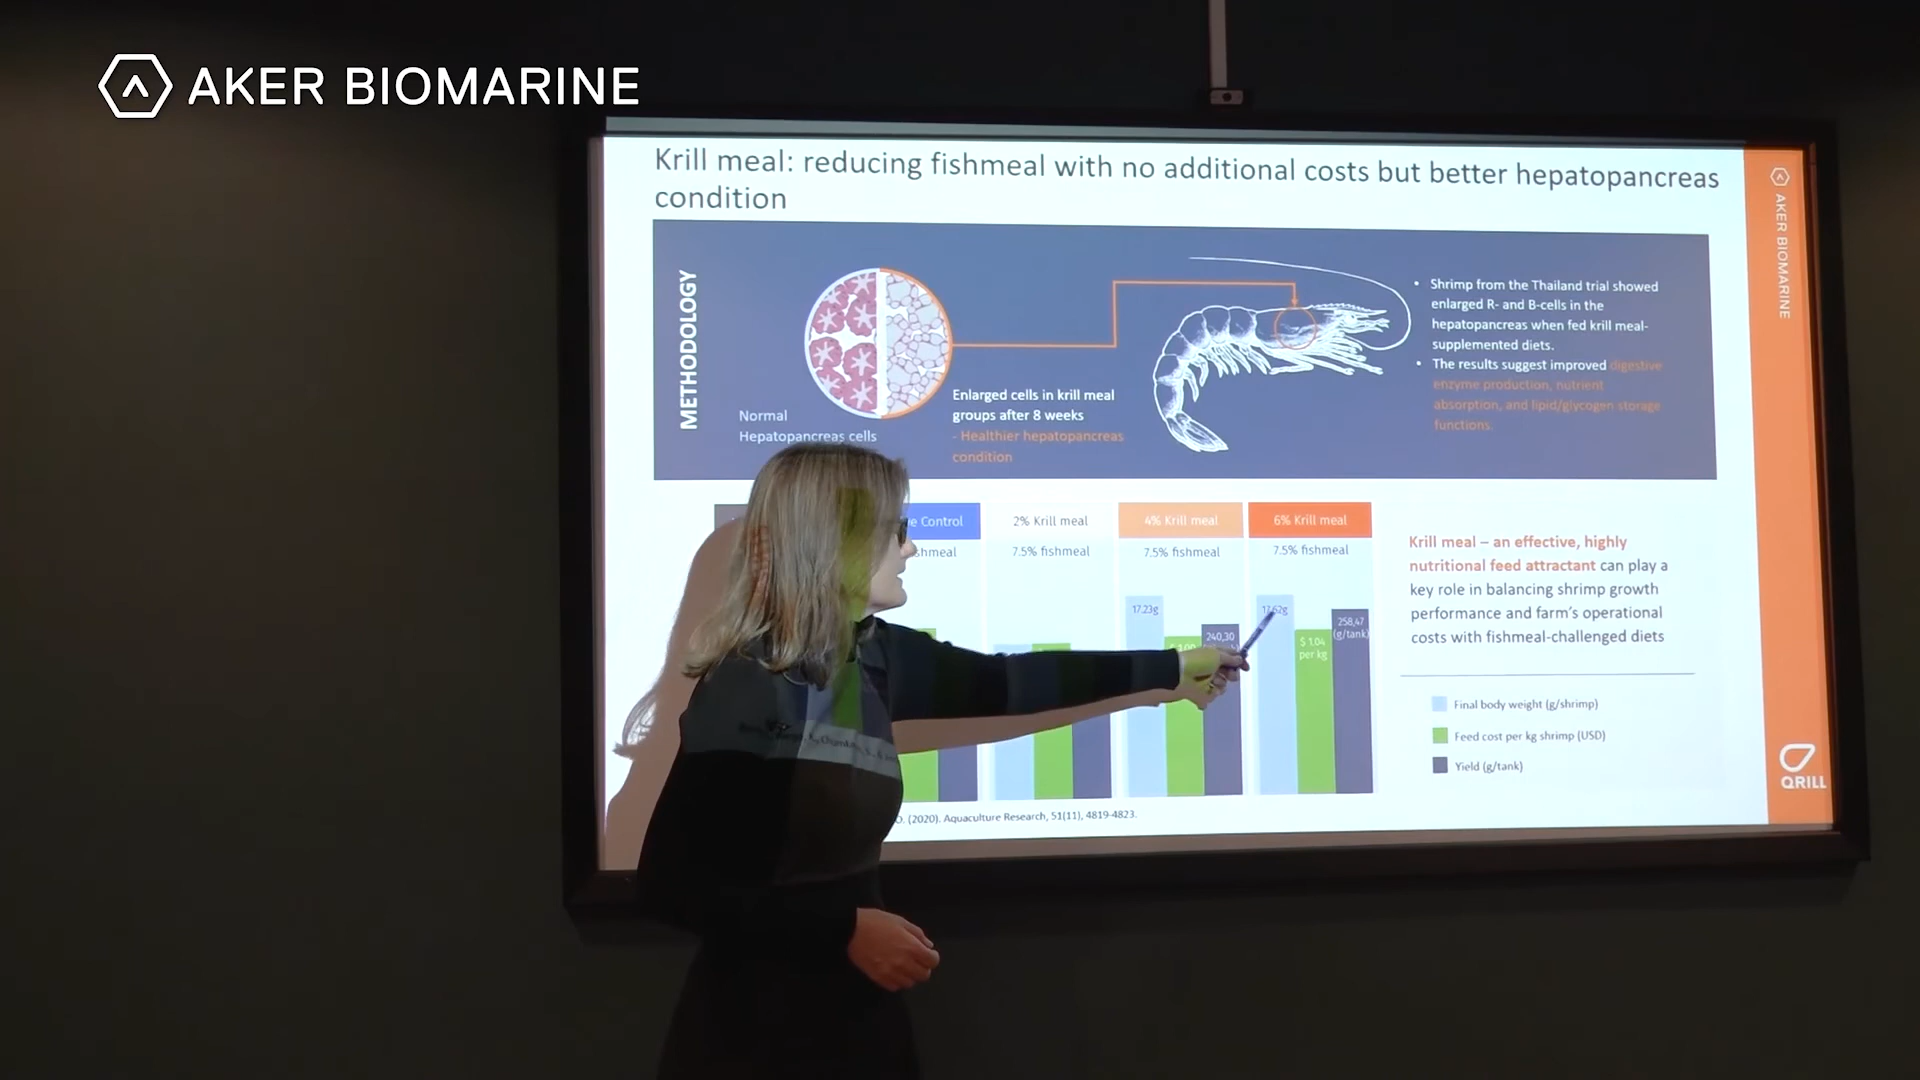 AKER BIOMARINE
Krill meal: reducing fishmeal with no additional costs but better hepatopancreas
condition
METHODOLOGY
Normal
Hepatopancreas cells
Enlarged cells in krill meal
groups after 8 weeks
- Healthier hepatopancreas
condition
• Shrimp from the Thailand trial showed
enlarged R- and B-cells in the
hepatopancreas when fed krill meal-
supplemented diets.
• The results suggest improved digestive
enzyme production, nutrient
absorption, and lipid/glycogen storage
functions.
Control
2% Krill meal
4% Krill meal
6% Krill meal
7.5% fishmeal
7.5% fishmeal
7.5% fishmeal
17.23g
240,30
17.62g
$ 1.04
per kg
258,47
(g/tank)
Krill meal – an effective, highly
nutritional feed attractant can play a
key role in balancing shrimp growth
performance and farm's operational
costs with fishmeal-challenged diets
Final body weight (g/shrimp)
Feed cost per kg shrimp (USD)
Yield (g/tank)
(2020). Aquaculture Research, 51(11), 4819-4823.
AKER BIOMARINE
QRILL